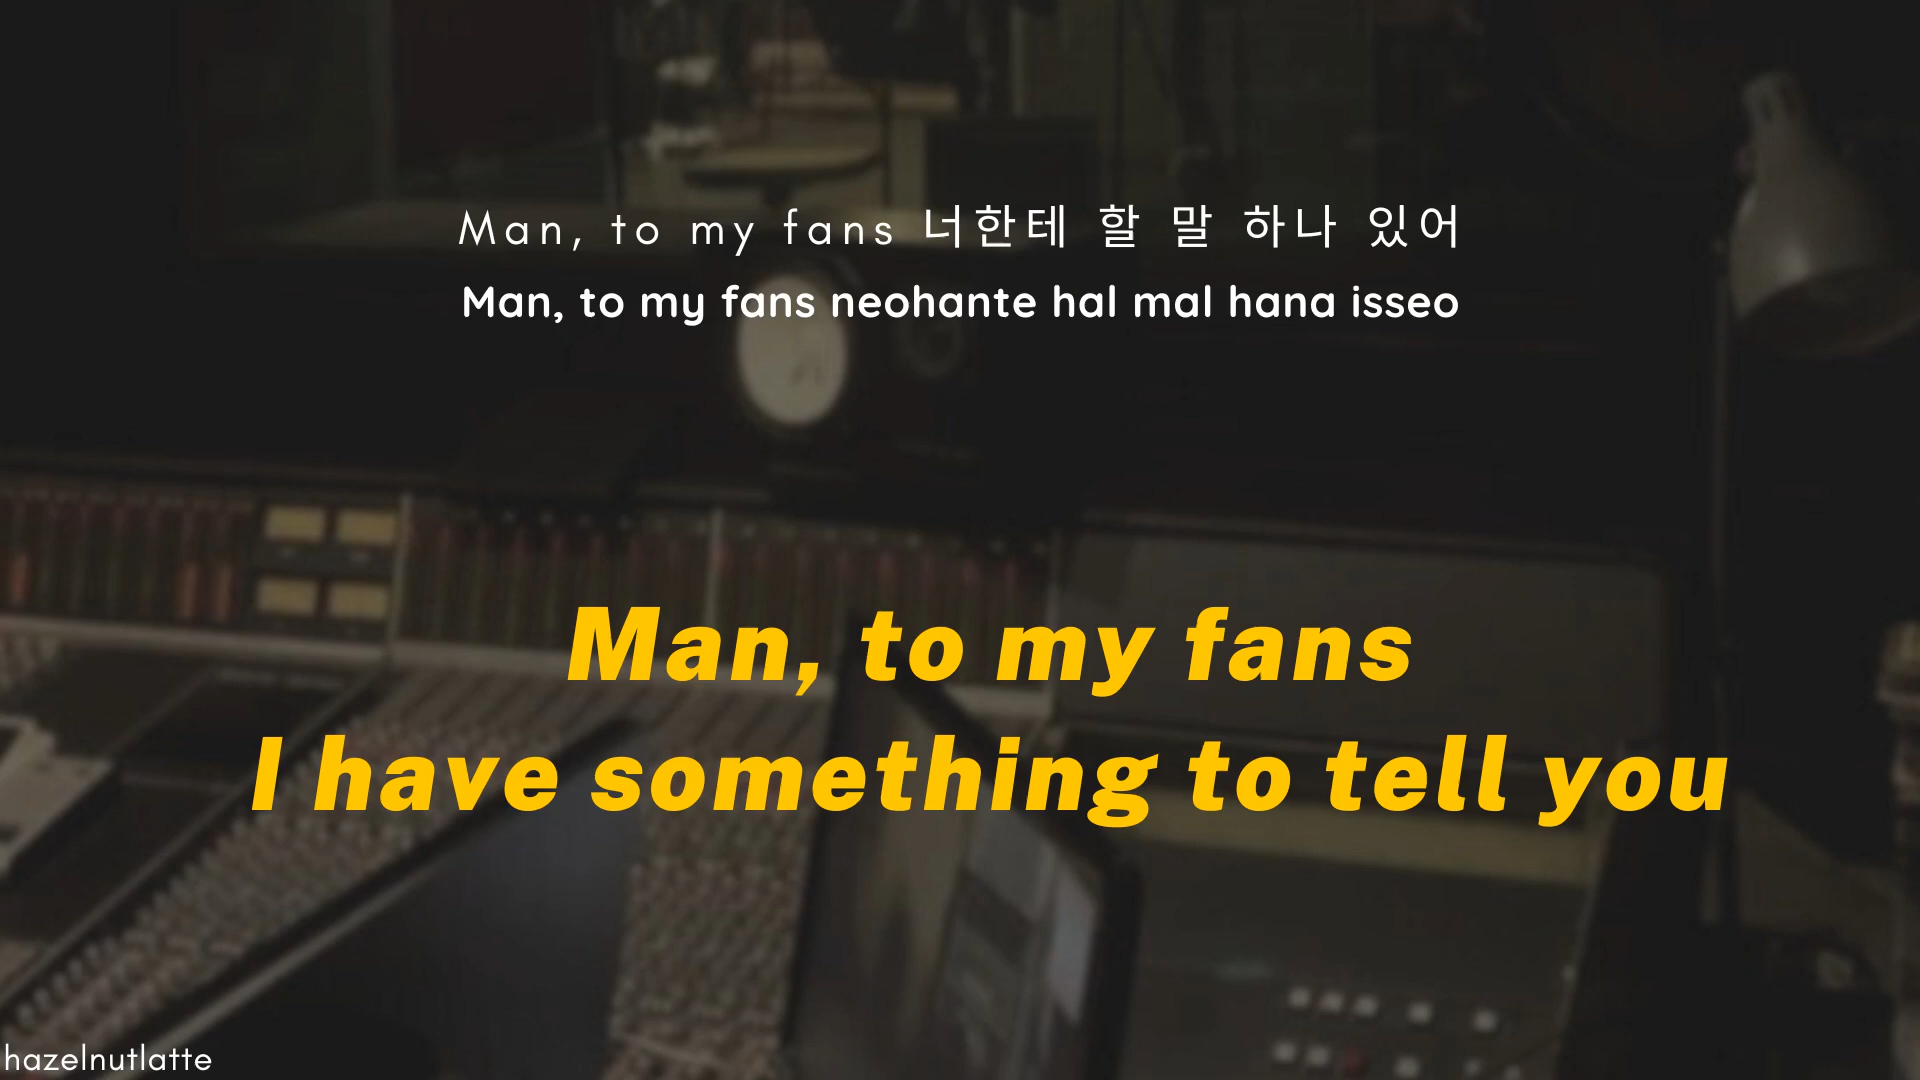 Man, to my fans 너한테 할 말 하나 있어
Man, to my fans neohante hal mal hana isseo
Man, to my fans
I have something to tell you
hazelnutlatte